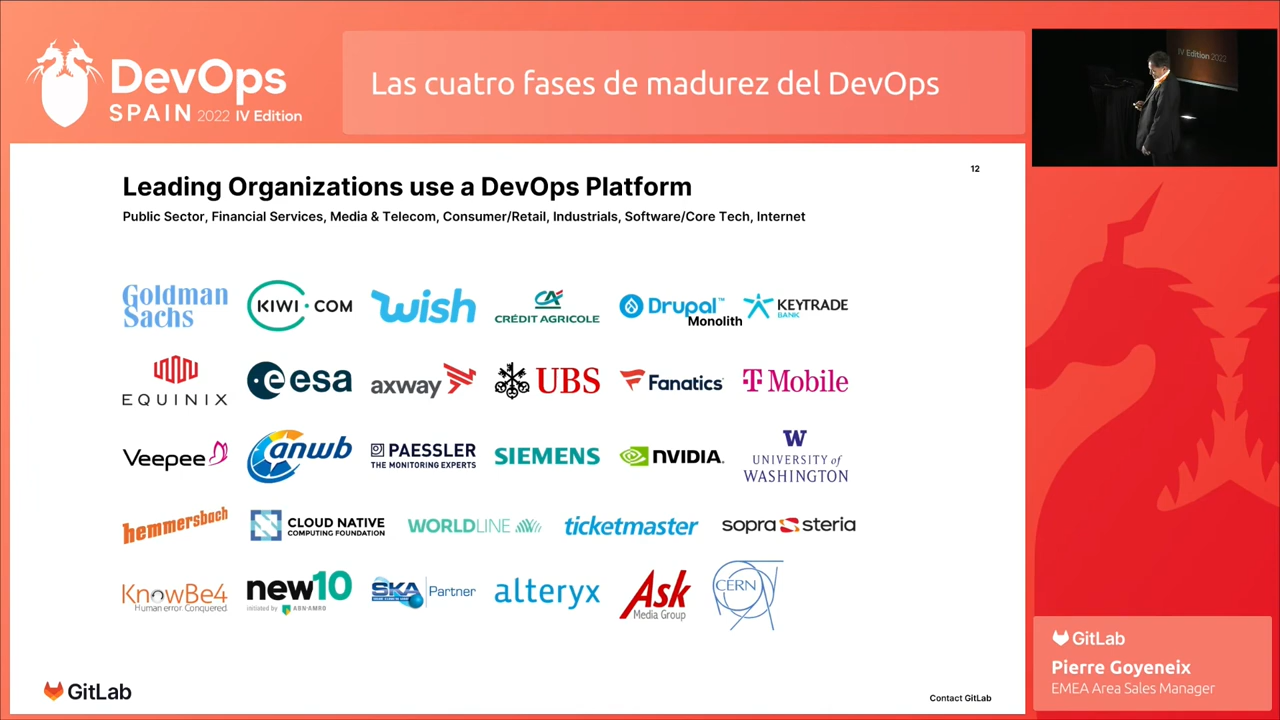 DevOps
SPAIN 2022 IV Edition
Las cuatro fases de madurez del DevOps
IV Edition 2022
12
Leading Organizations use a DevOps Platform
Public Sector, Financial Services, Media & Telecom, Consumer/Retail, Industrials, Software/Core Tech, Internet
Goldman
Sachs
KIWI.COM
wish
CA
CRÉDIT AGRICOLE
Drupal™
Monolith
KEYTRADE
BANK
EQUINIX
esa
axway
UBS
Fanatics
T Mobile
Veepee
anwb
PAESSLER
THE MONITORING EXPERTS
SIEMENS
NVIDIA.
W
UNIVERSITY of
WASHINGTON
hemmersbach
CLOUD NATIVE
COMPUTING FOUNDATION
WORLDLINE
ticketmaster
sopra steria
KnowBe4
Human error Conquered.
new10
initiated by ABN·AMRO
SKA Partner
alteryx
Ask
Media Group
CERN
GitLab
Contact GitLab
GitLab
Pierre Goyeneix
EMEA Area Sales Manager